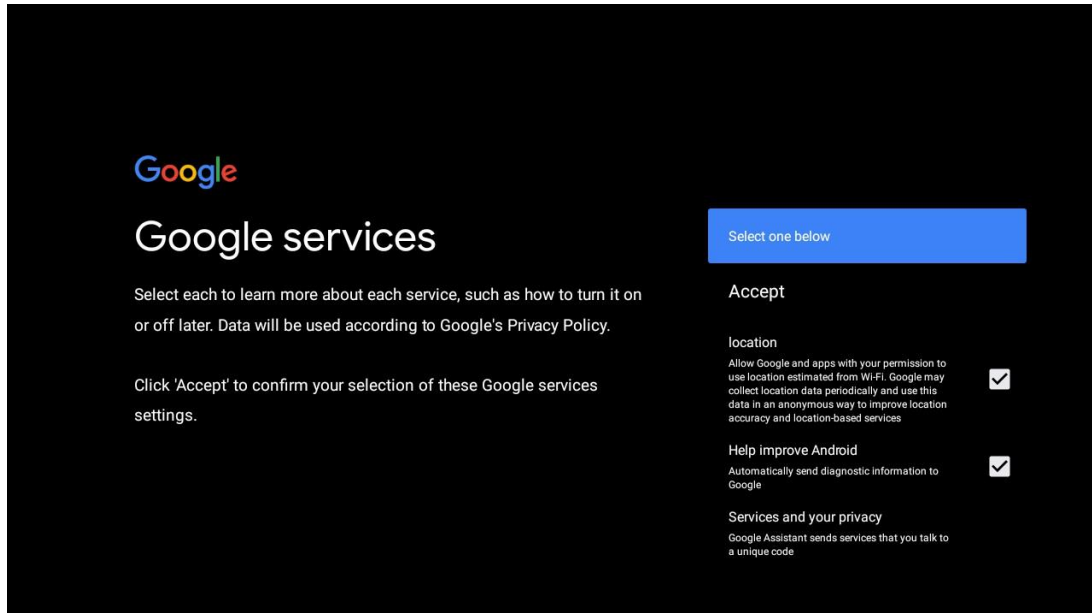 Google
Google services
Select each to learn more about each service, such as how to turn it on
or off later. Data will be used according to Google's Privacy Policy.
Click 'Accept' to confirm your selection of these Google services
settings.
Select one below
Accept
location
Allow Google and apps with your permission to
use location estimated from Wi-Fi. Google may
collect location data periodically and use this
data in an anonymous way to improve location
accuracy and location-based services
Help improve Android
Automatically send diagnostic information to
Google
Services and your privacy
Google Assistant sends services that you talk to
a unique code